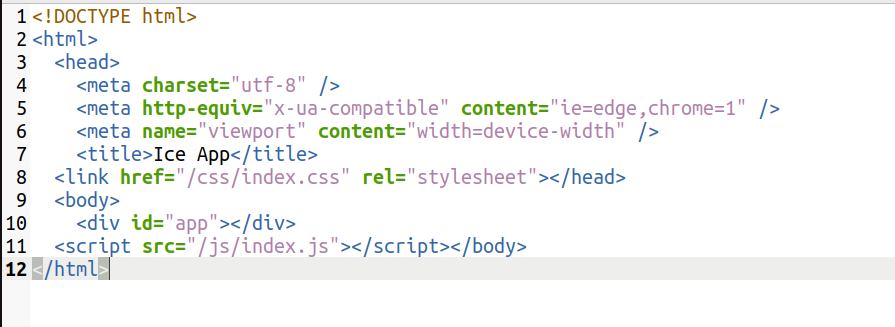 1 <!DOCTYPE html>
2 <html>
3   <head>
4     <meta charset="utf-8" />
5     <meta http-equiv="x-ua-compatible" content="ie=edge,chrome=1" />
6     <meta name="viewport" content="width=device-width" />
7     <title>Ice App</title>
8   <link href="/css/index.css" rel="stylesheet"></head>
9   <body>
10     <div id="app"></div>
11   <script src="/js/index.js"></script></body>
12 </html>